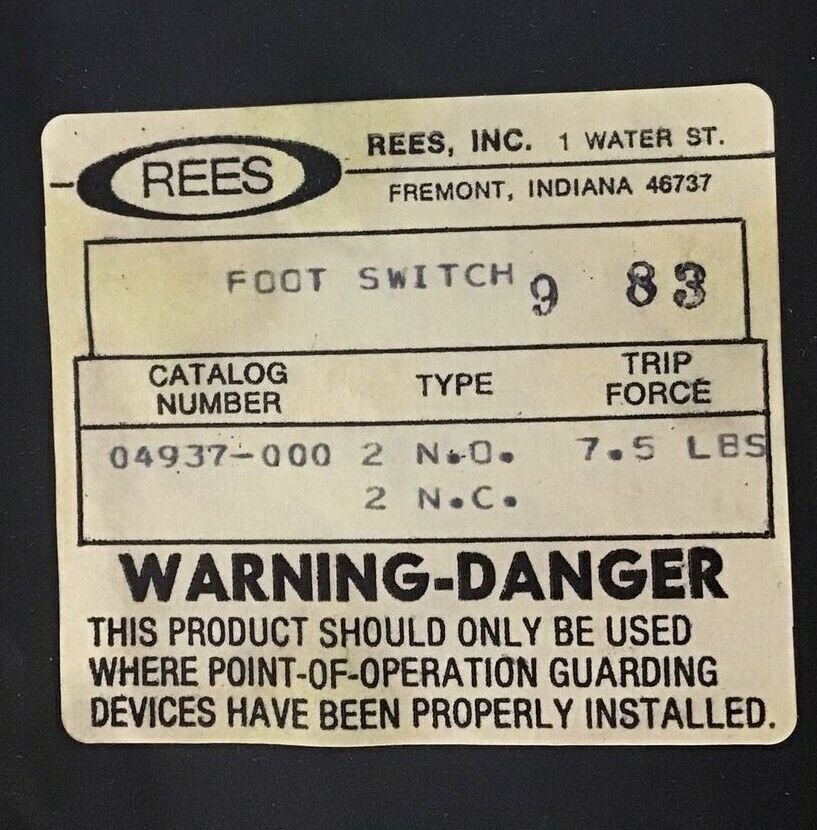 REES
REES, INC. 1 WATER ST.
FREMONT, INDIANA 46737
FOOT SWITCH 9 83
CATALOG NUMBER TYPE TRIP FORCE
04937-000 2 N.O. 7.5 LBS
2 N.C.
WARNING-DANGER
THIS PRODUCT SHOULD ONLY BE USED
WHERE POINT-OF-OPERATION GUARDING
DEVICES HAVE BEEN PROPERLY INSTALLED.